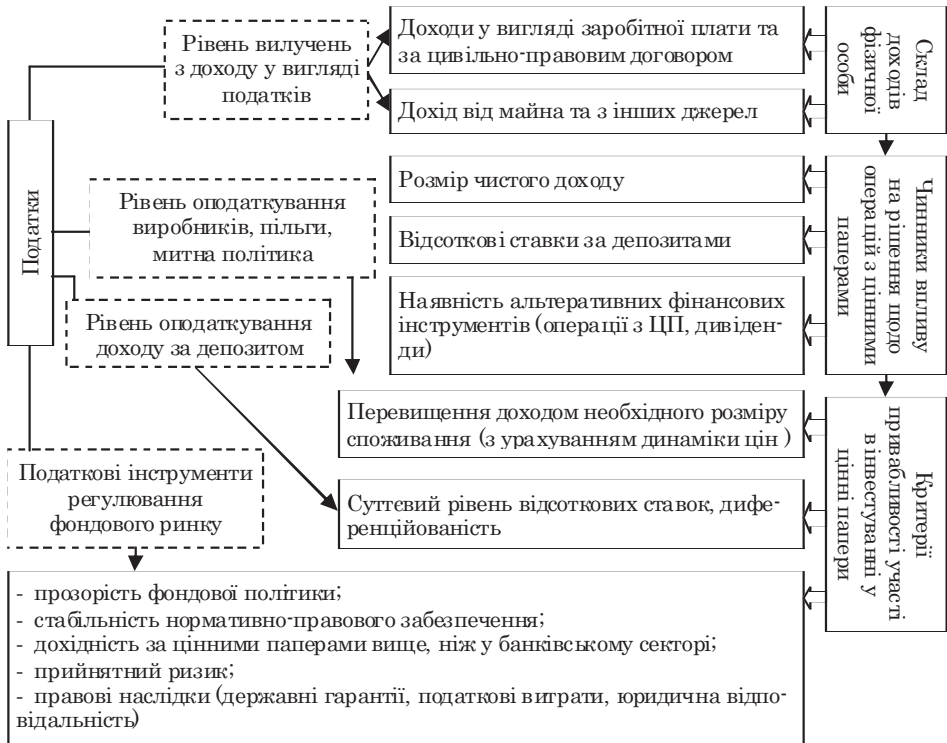 Рівень вилучень
з доходу у вигляді
податків
Доходи у вигляді заробітної плати та
за цивільно-правовим договором
Дохід від майна та з інших джерел
Склад
доходів
фізичної
особи
Податки
Рівень оподаткування
виробників, пільги,
митна політика
Розмір чистого доходу
Відсоткові ставки за депозитами
Наявність альтеративних фінансових
інструментів (операції з ЦП, дивіден-
ди)
Чинники впливу
на рішення щодо
операцій з цінними
паперами
Рівень оподаткування
доходу за депозитом
Перевищення доходом необхідного розміру
споживання (з урахуванням динаміки цін )
Суттєвий рівень відсоткових ставок, дифе-
ренційованість
Критерії
привабливості участі
в інвестуванні у
цінні папери
Податкові інструменти
регулювання
фондового ринку
- прозорість фондової політики;
- стабільність нормативно-правового забезпечення;
- дохідність за цінними паперами вище, ніж у банківському секторі;
- прийнятний ризик;
- правові наслідки (державні гарантії, податкові витрати, юридична відпо-
відальність)